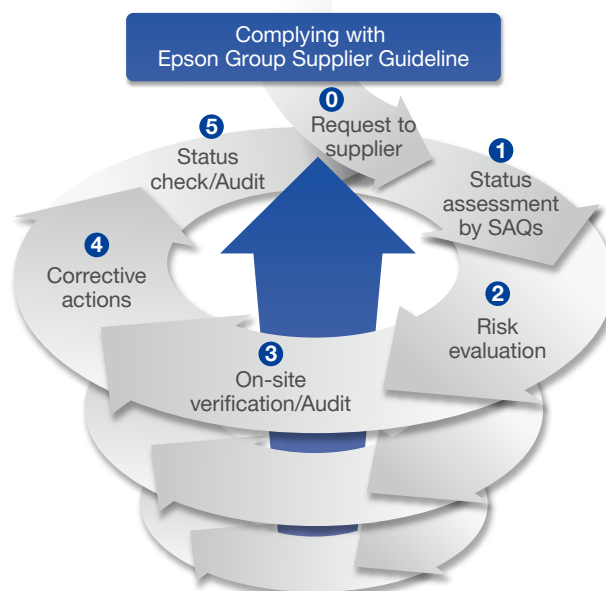 Complying with
Epson Group Supplier Guideline
0
Request to
supplier
1
Status
assessment
by SAQs
2
Risk
evaluation
3
On-site
verification/Audit
4
Corrective
actions
5
Status
check/Audit